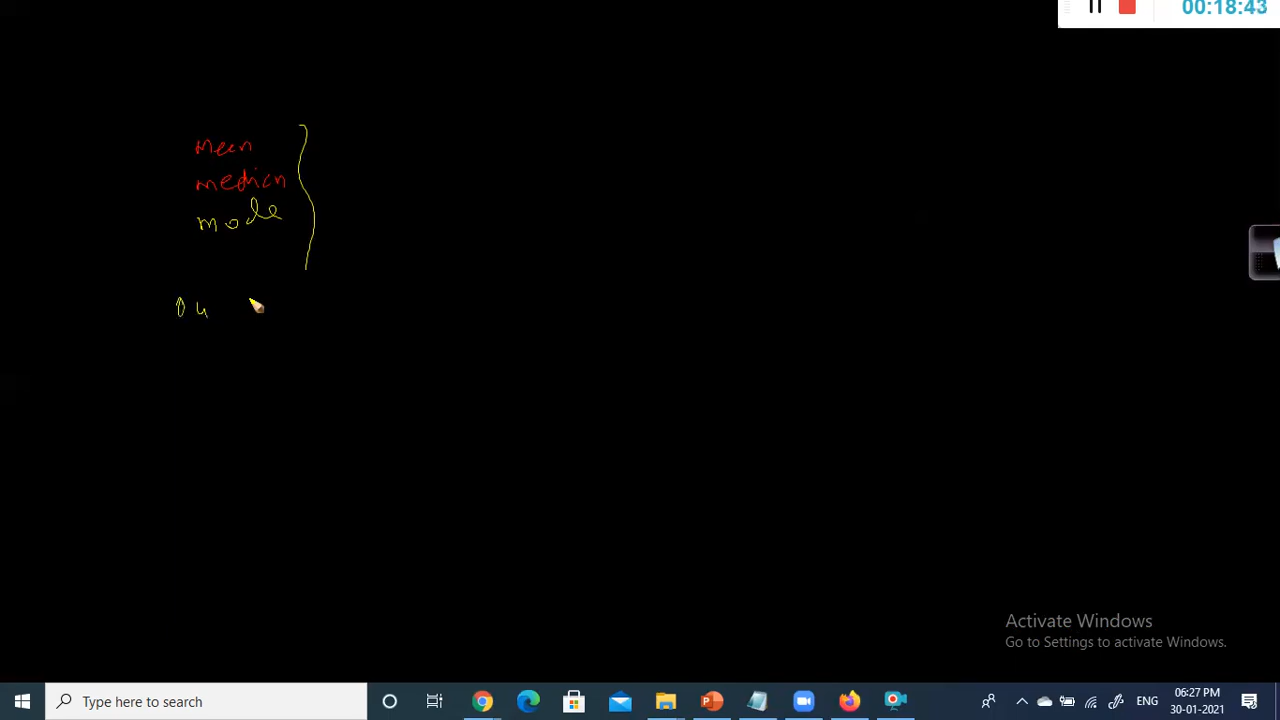 00:18:43
mean
median
mode
Activate Windows
Go to Settings to activate Windows.
Type here to search
ENG
06:27 PM
30-01-2021